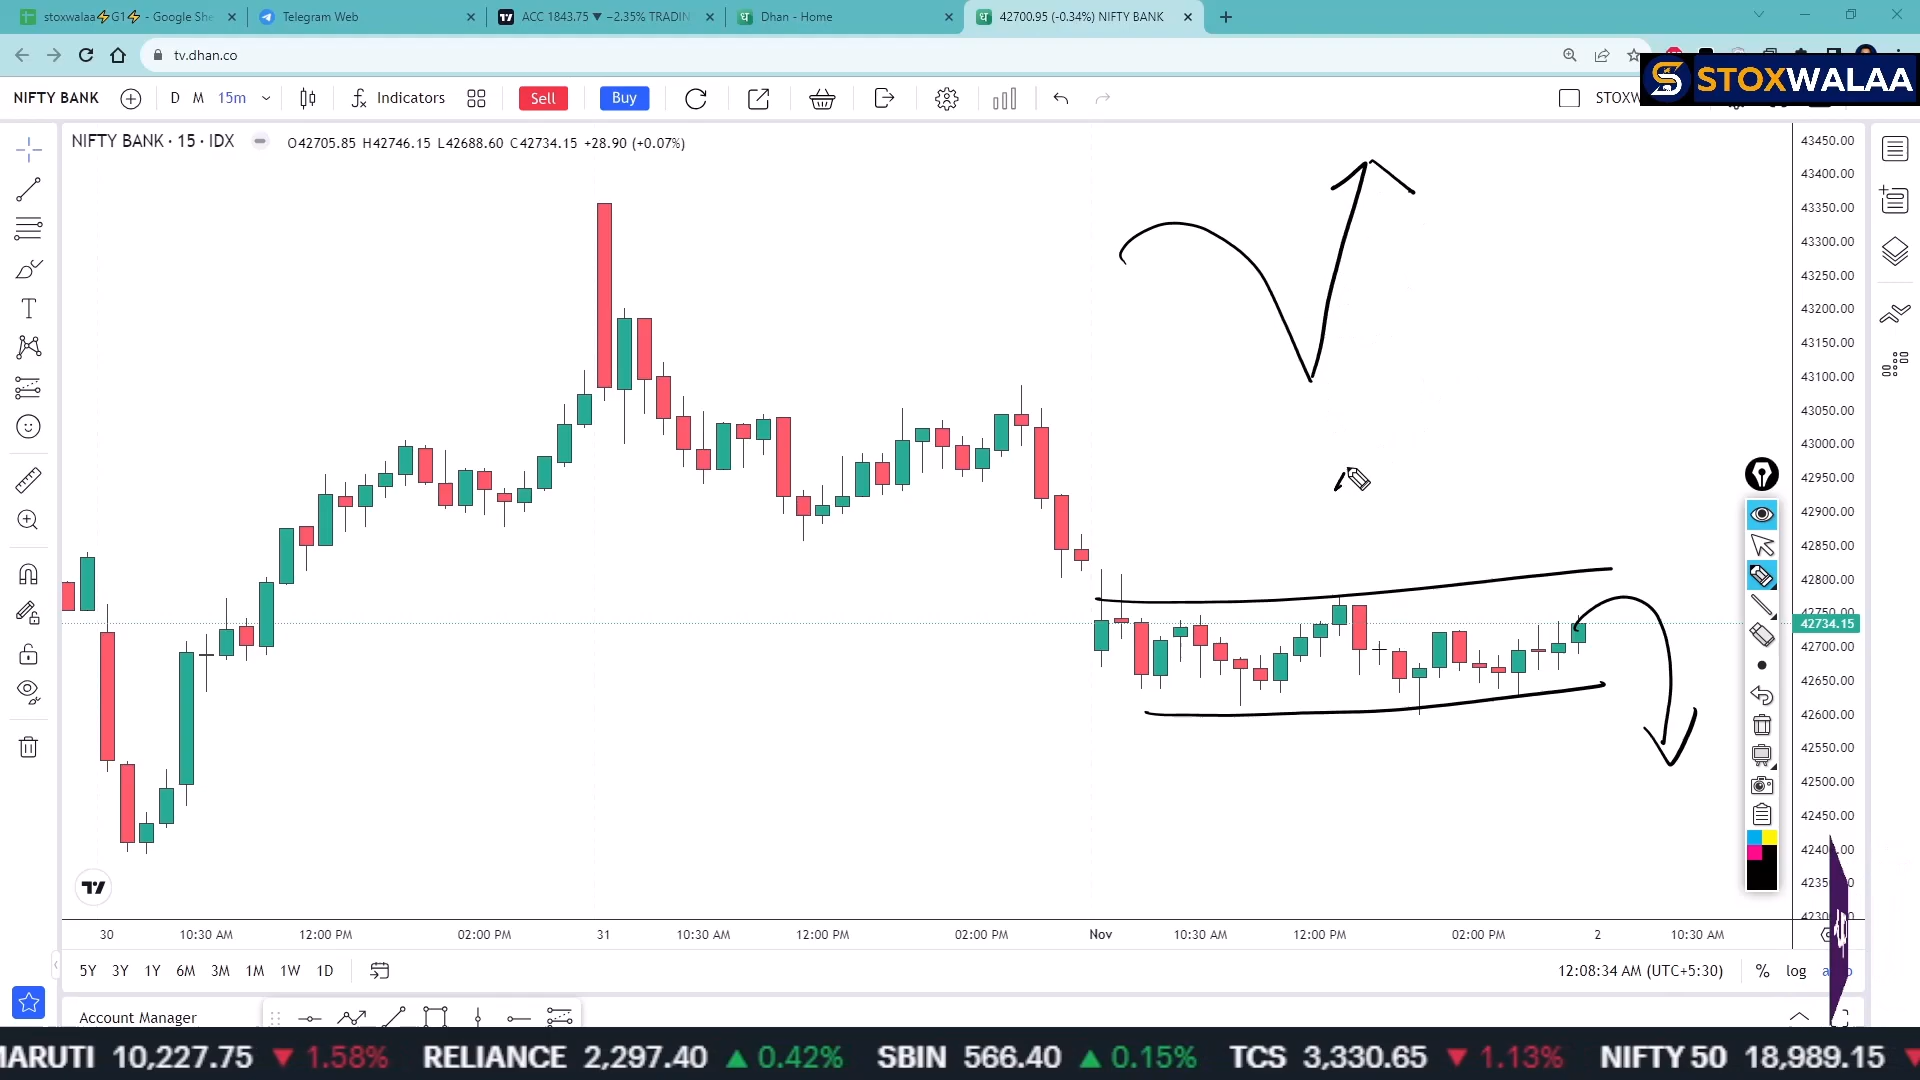 stoxwalaa⚡G1⚡ - Google She
Telegram Web
ACC 1843.75 ▼ −2.35% TRADIN
Dhan - Home
42700.95 (-0.34%) NIFTY BANK
tv.dhan.co
STOXWALAA
NIFTY BANK
D
M
15m
Indicators
Sell
Buy
STOXW
NIFTY BANK · 15 · IDX
O42705.85 H42746.15 L42688.60 C42734.15 +28.90 (+0.07%)
43450.00
43400.00
43350.00
43300.00
43250.00
43200.00
43150.00
43100.00
43050.00
43000.00
42950.00
42900.00
42850.00
42800.00
42750.00
42734.15
42700.00
42650.00
42600.00
42550.00
42500.00
42450.00
30 10:30 AM 12:00 PM 02:00 PM 31 10:30 AM 12:00 PM 02:00 PM Nov 10:30 AM 12:00 PM 02:00 PM 2 10:30 AM
5Y 3Y 1Y 6M 3M 1M 1W 1D
12:08:34 AM (UTC+5:30) % log
Account Manager
MARUTI 10,227.75 ▼ 1.58% RELIANCE 2,297.40 ▲ 0.42% SBIN 566.40 ▲ 0.15% TCS 3,330.65 ▼ 1.13% NIFTY 50 18,989.15 ▼